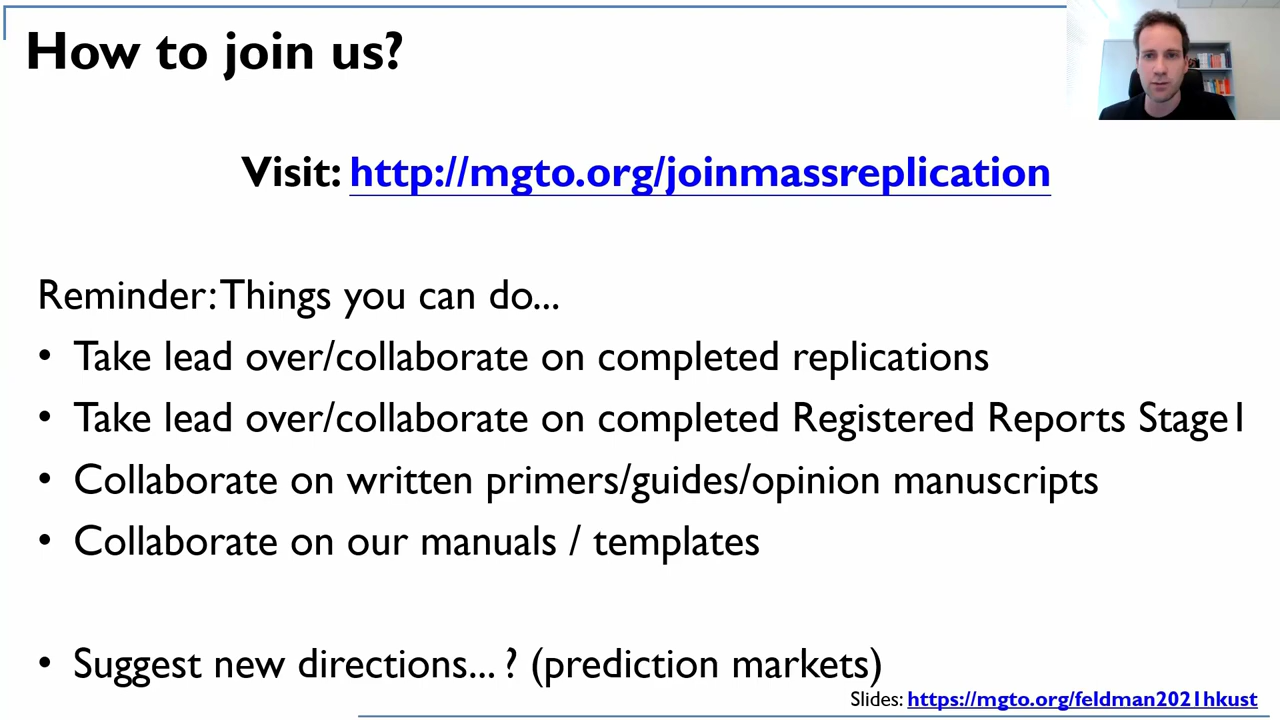 How to join us?
Visit: http://mgto.org/joinmassreplication
Reminder: Things you can do...
• Take lead over/collaborate on completed replications
• Take lead over/collaborate on completed Registered Reports Stage1
• Collaborate on written primers/guides/opinion manuscripts
• Collaborate on our manuals / templates
• Suggest new directions... ? (prediction markets)
Slides: https://mgto.org/feldman2021hkust